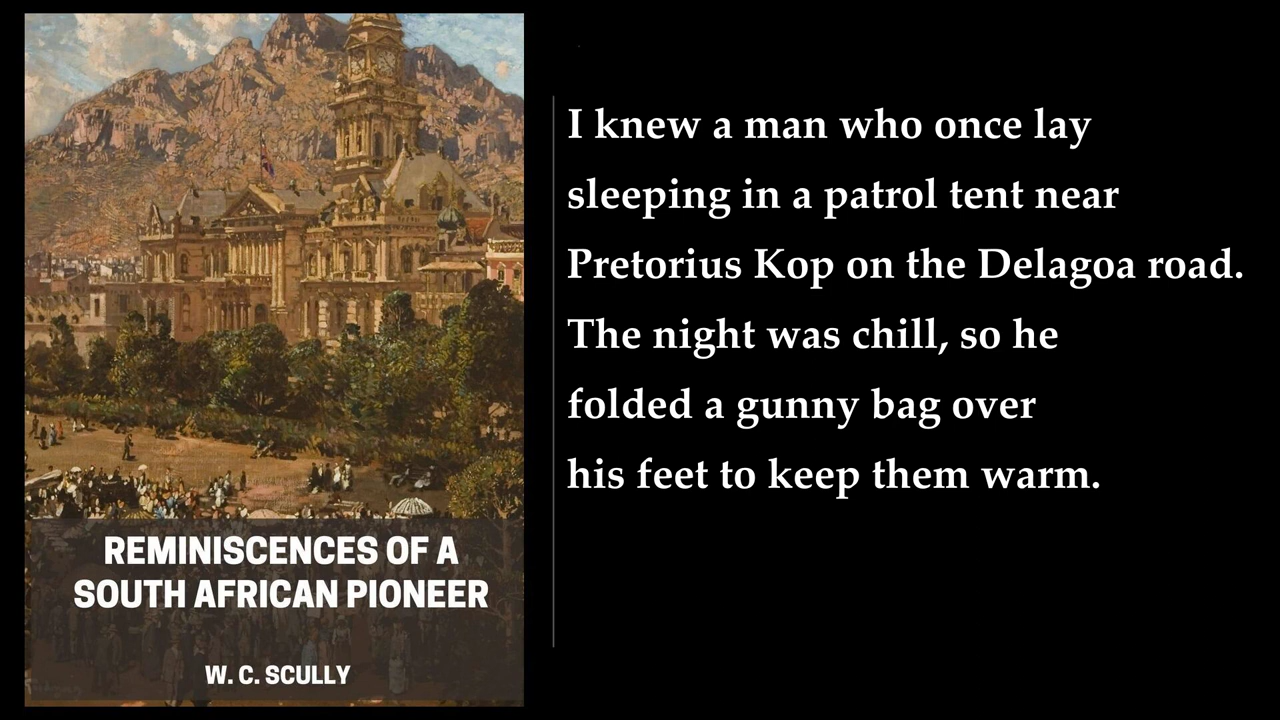 I knew a man who once lay
sleeping in a patrol tent near
Pretorius Kop on the Delagoa road.
The night was chill, so he
folded a gunny bag over
his feet to keep them warm.
REMINISCENCES OF A
SOUTH AFRICAN PIONEER
W. C. SCULLY